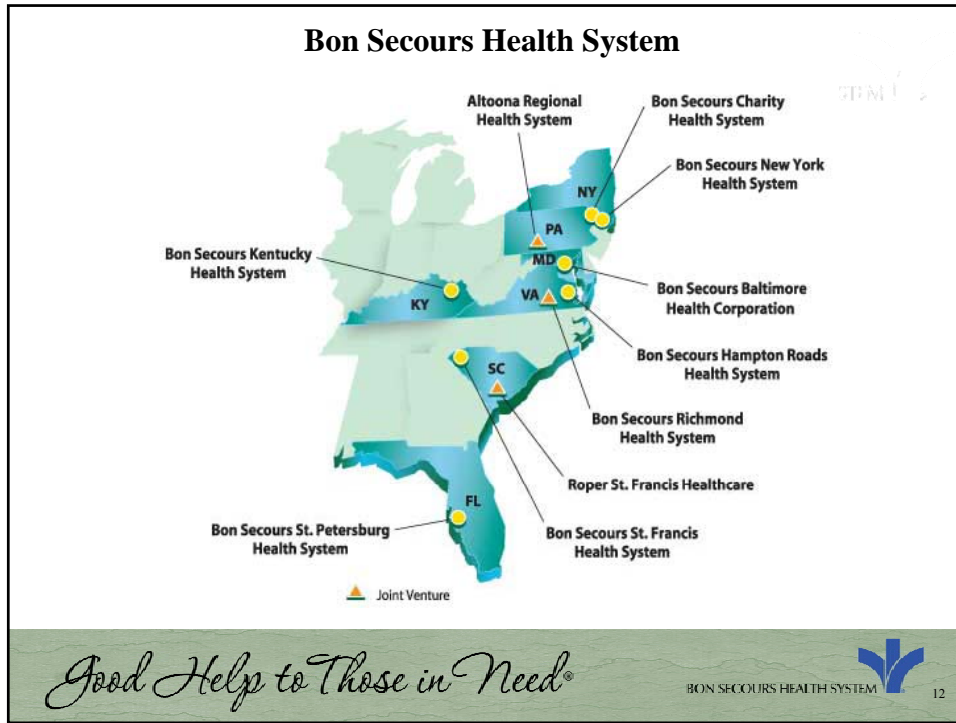 Bon Secours Health System
Altoona Regional
Health System
Bon Secours Charity
Health System
Bon Secours New York
Health System
NY
PA
Bon Secours Kentucky
Health System
MD
KY
VA
Bon Secours Baltimore
Health Corporation
Bon Secours Hampton Roads
Health System
SC
Bon Secours Richmond
Health System
Roper St. Francis Healthcare
FL
Bon Secours St. Petersburg
Health System
Bon Secours St. Francis
Health System
Joint Venture
Good Help to Those in Need®
BON SECOURS HEALTH SYSTEM
12